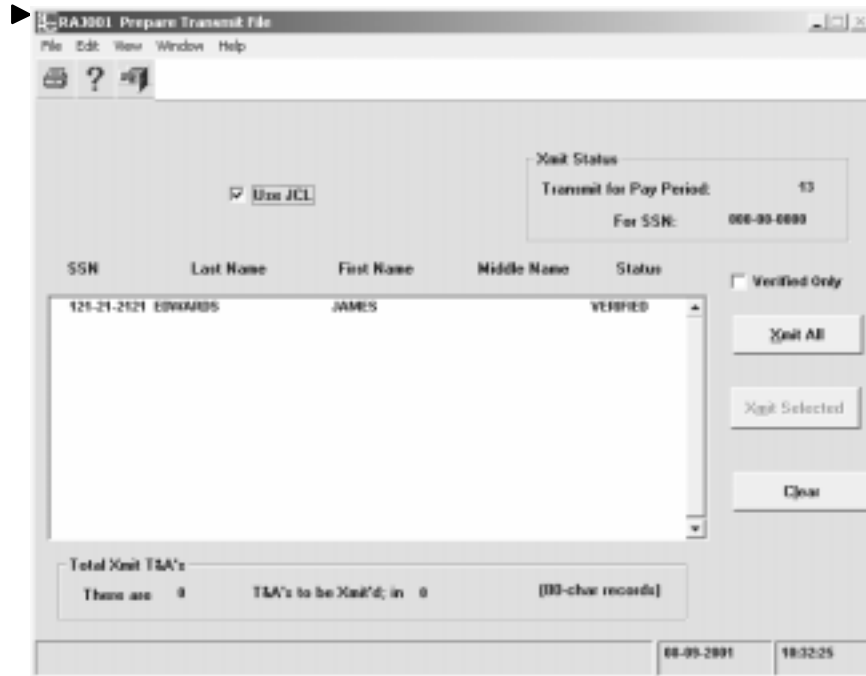 RAJ001 Prepare Transmit File
File Edit View Window Help
Xmit Status
Use JCL
Transmit for Pay Period: 13
For SSN: 000-00-0000
SSN Last Name First Name Middle Name Status
Verified Only
121-21-2121 EDWARDS JAMES VERIFIED
Xmit All
Xmit Selected
Clear
Total Xmit T&A's
There are 0 T&A's to be Xmit'd; in 0 (80-char records)
08-09-2001 10:32:25